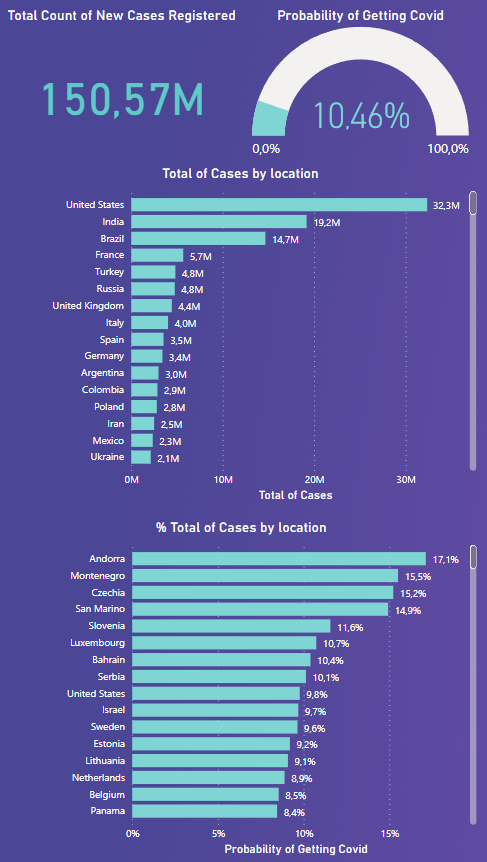 Total Count of New Cases Registered
Probability of Getting Covid
150,57M
10,46%
0,0%
100,0%
Total of Cases by location
United States 32,3M
India 19,2M
Brazil 14,7M
France 5,7M
Turkey 4,8M
Russia 4,8M
United Kingdom 4,4M
Italy 4,0M
Spain 3,5M
Germany 3,4M
Argentina 3,0M
Colombia 2,9M
Poland 2,8M
Iran 2,5M
Mexico 2,3M
Ukraine 2,1M
0M 10M 20M 30M
Total of Cases
% Total of Cases by location
Andorra 17,1%
Montenegro 15,5%
Czechia 15,2%
San Marino 14,9%
Slovenia 11,6%
Luxembourg 10,7%
Bahrain 10,4%
Serbia 10,1%
United States 9,8%
Israel 9,7%
Sweden 9,6%
Estonia 9,2%
Lithuania 9,1%
Netherlands 8,9%
Belgium 8,5%
Panama 8,4%
0% 5% 10% 15%
Probability of Getting Covid